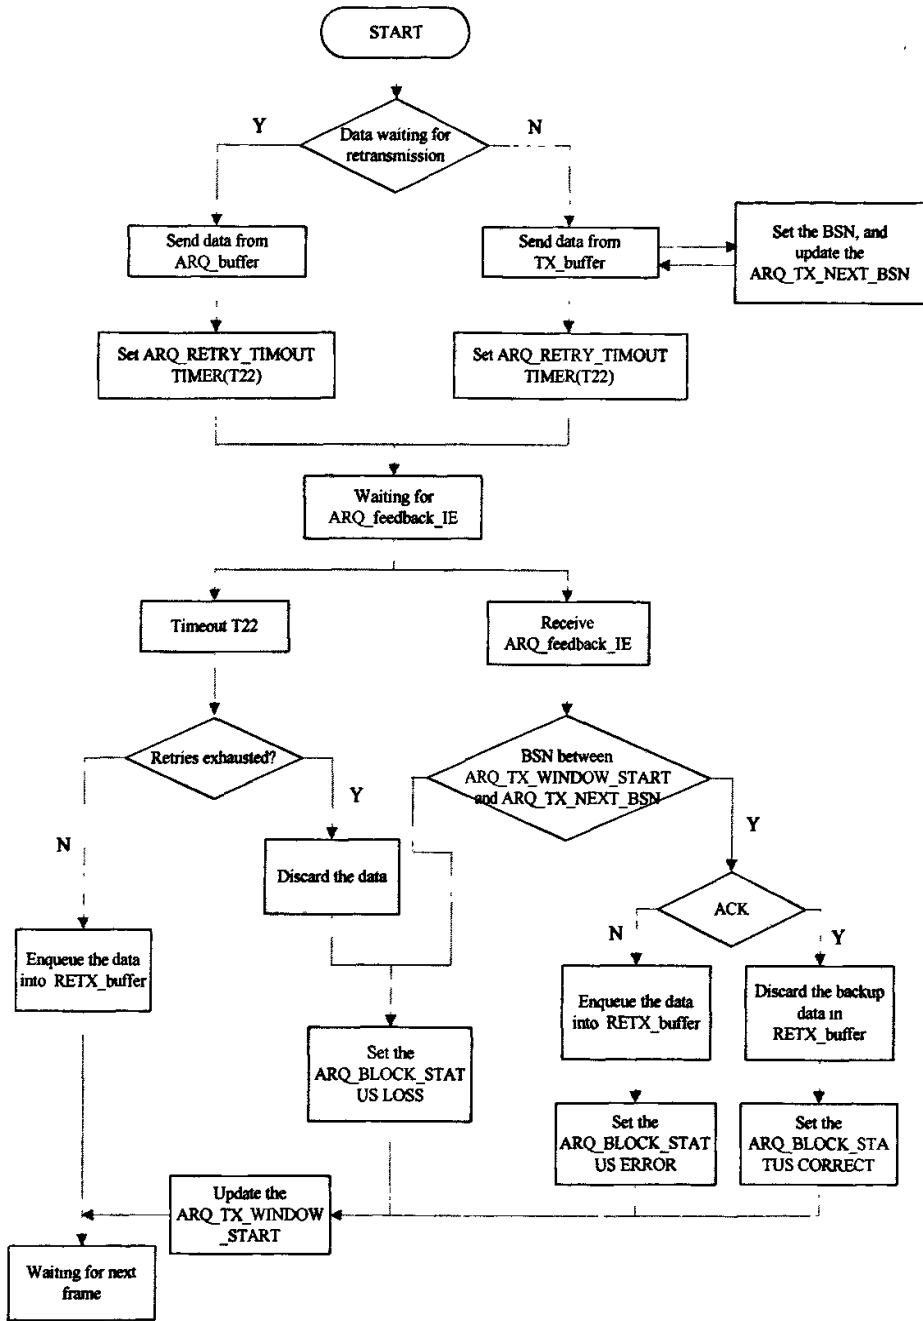 START
Y
N
Data waiting for
retransmission
Send data from
ARQ_buffer
Send data from
TX_buffer
Set the BSN, and
update the
ARQ_TX_NEXT_BSN
Set ARQ_RETRY_TIMOUT
TIMER(T22)
Set ARQ_RETRY_TIMOUT
TIMER(T22)
Waiting for
ARQ_feedback_IE
Timeout T22
Receive
ARQ_feedback_IE
Retries exhausted?
BSN between
ARQ_TX_WINDOW_START
and ARQ_TX_NEXT_BSN
Y
Y
N
Discard the data
ACK
N
Y
Enqueue the data
into RETX_buffer
Enqueue the data
into RETX_buffer
Discard the backup
data in
RETX_buffer
Set the
ARQ_BLOCK_STAT
US LOSS
Set the
ARQ_BLOCK_STAT
US ERROR
Set the
ARQ_BLOCK_STA
TUS CORRECT
Update the
ARQ_TX_WINDOW
_START
Waiting for next
frame